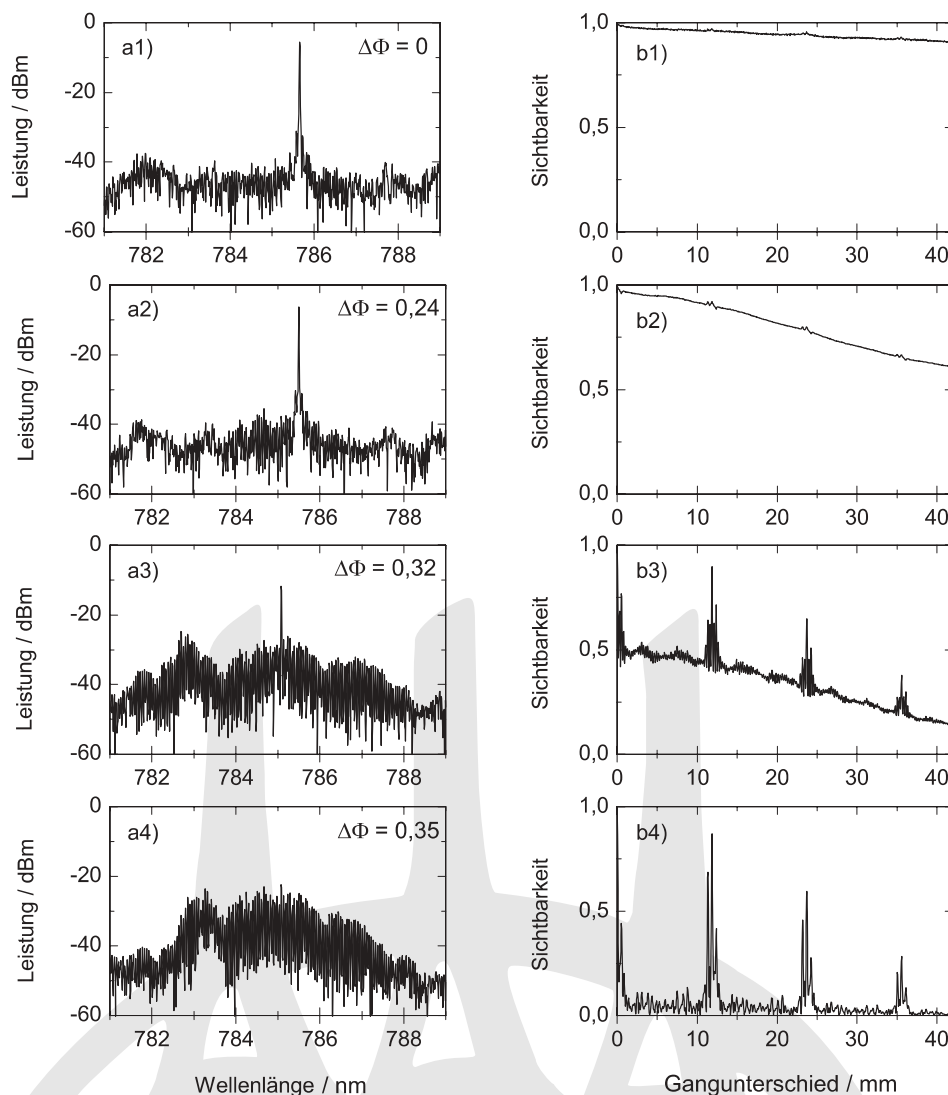 a1)
ΔΦ = 0
0
-20
-40
-60
782 784 786 788
Leistung / dBm
b1)
1,0
0,5
0,0
0 10 20 30 40
Sichtbarkeit
a2)
ΔΦ = 0,24
0
-20
-40
-60
782 784 786 788
Leistung / dBm
b2)
1,0
0,5
0,0
0 10 20 30 40
Sichtbarkeit
a3)
ΔΦ = 0,32
0
-20
-40
-60
782 784 786 788
Leistung / dBm
b3)
1,0
0,5
0,0
0 10 20 30 40
Sichtbarkeit
a4)
ΔΦ = 0,35
0
-20
-40
-60
782 784 786 788
Leistung / dBm
b4)
1,0
0,5
0,0
0 10 20 30 40
Sichtbarkeit
Wellenlänge / nm
Gangunterschied / mm